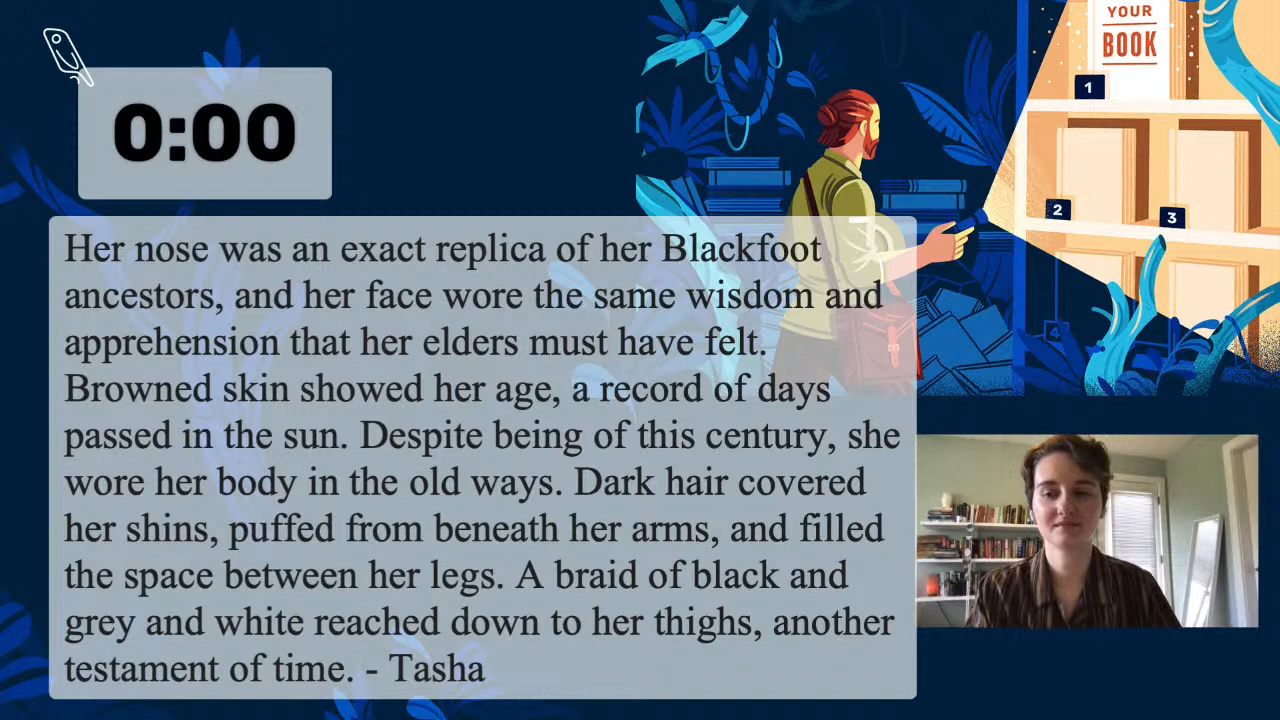 YOUR
BOOK
1
0:00
2
3
Her nose was an exact replica of her Blackfoot
ancestors, and her face wore the same wisdom and
apprehension that her elders must have felt.
Browned skin showed her age, a record of days
passed in the sun. Despite being of this century, she
wore her body in the old ways. Dark hair covered
her shins, puffed from beneath her arms, and filled
the space between her legs. A braid of black and
grey and white reached down to her thighs, another
testament of time. - Tasha
4